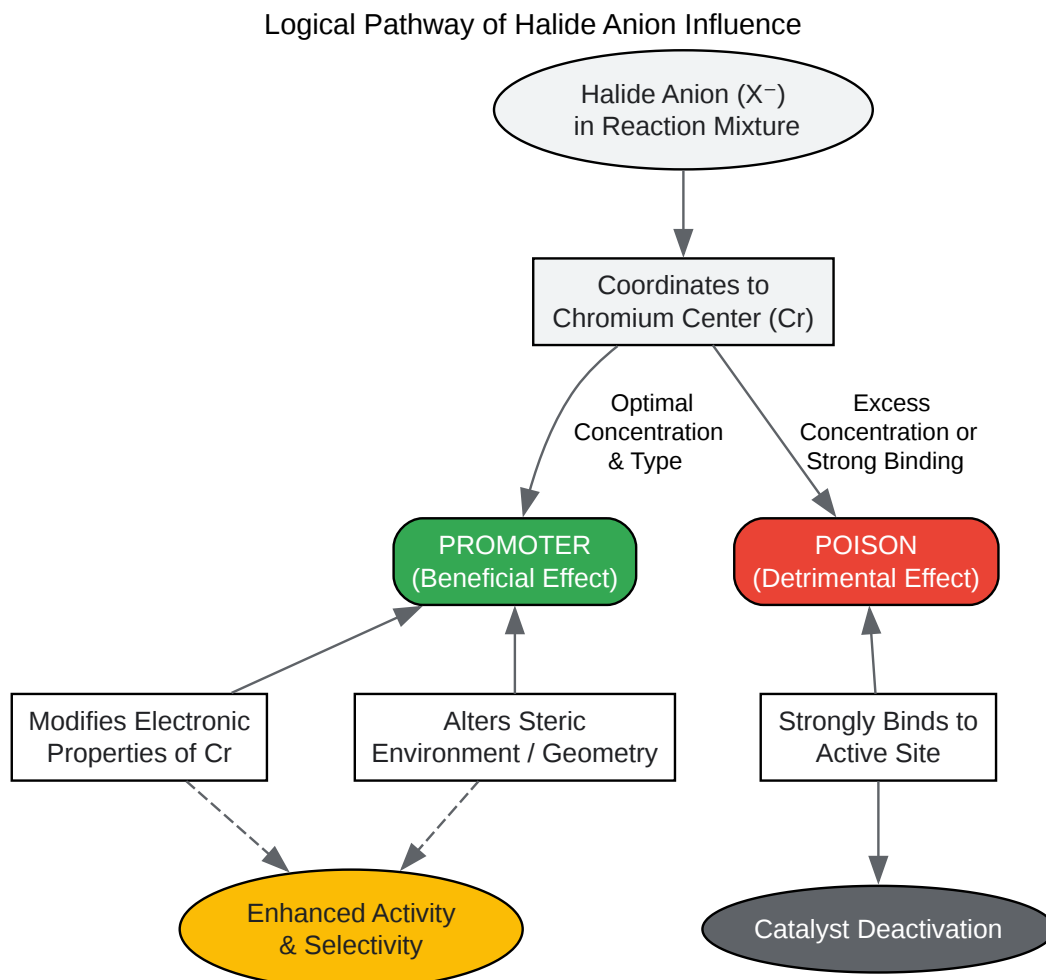 Logical Pathway of Halide Anion Influence
Halide Anion (X⁻)
in Reaction Mixture
Coordinates to
Chromium Center (Cr)
Optimal
Concentration
& Type
Excess
Concentration or
Strong Binding
PROMOTER
(Beneficial Effect)
POISON
(Detrimental Effect)
Modifies Electronic
Properties of Cr
Alters Steric
Environment / Geometry
Strongly Binds to
Active Site
Enhanced Activity
& Selectivity
Catalyst Deactivation